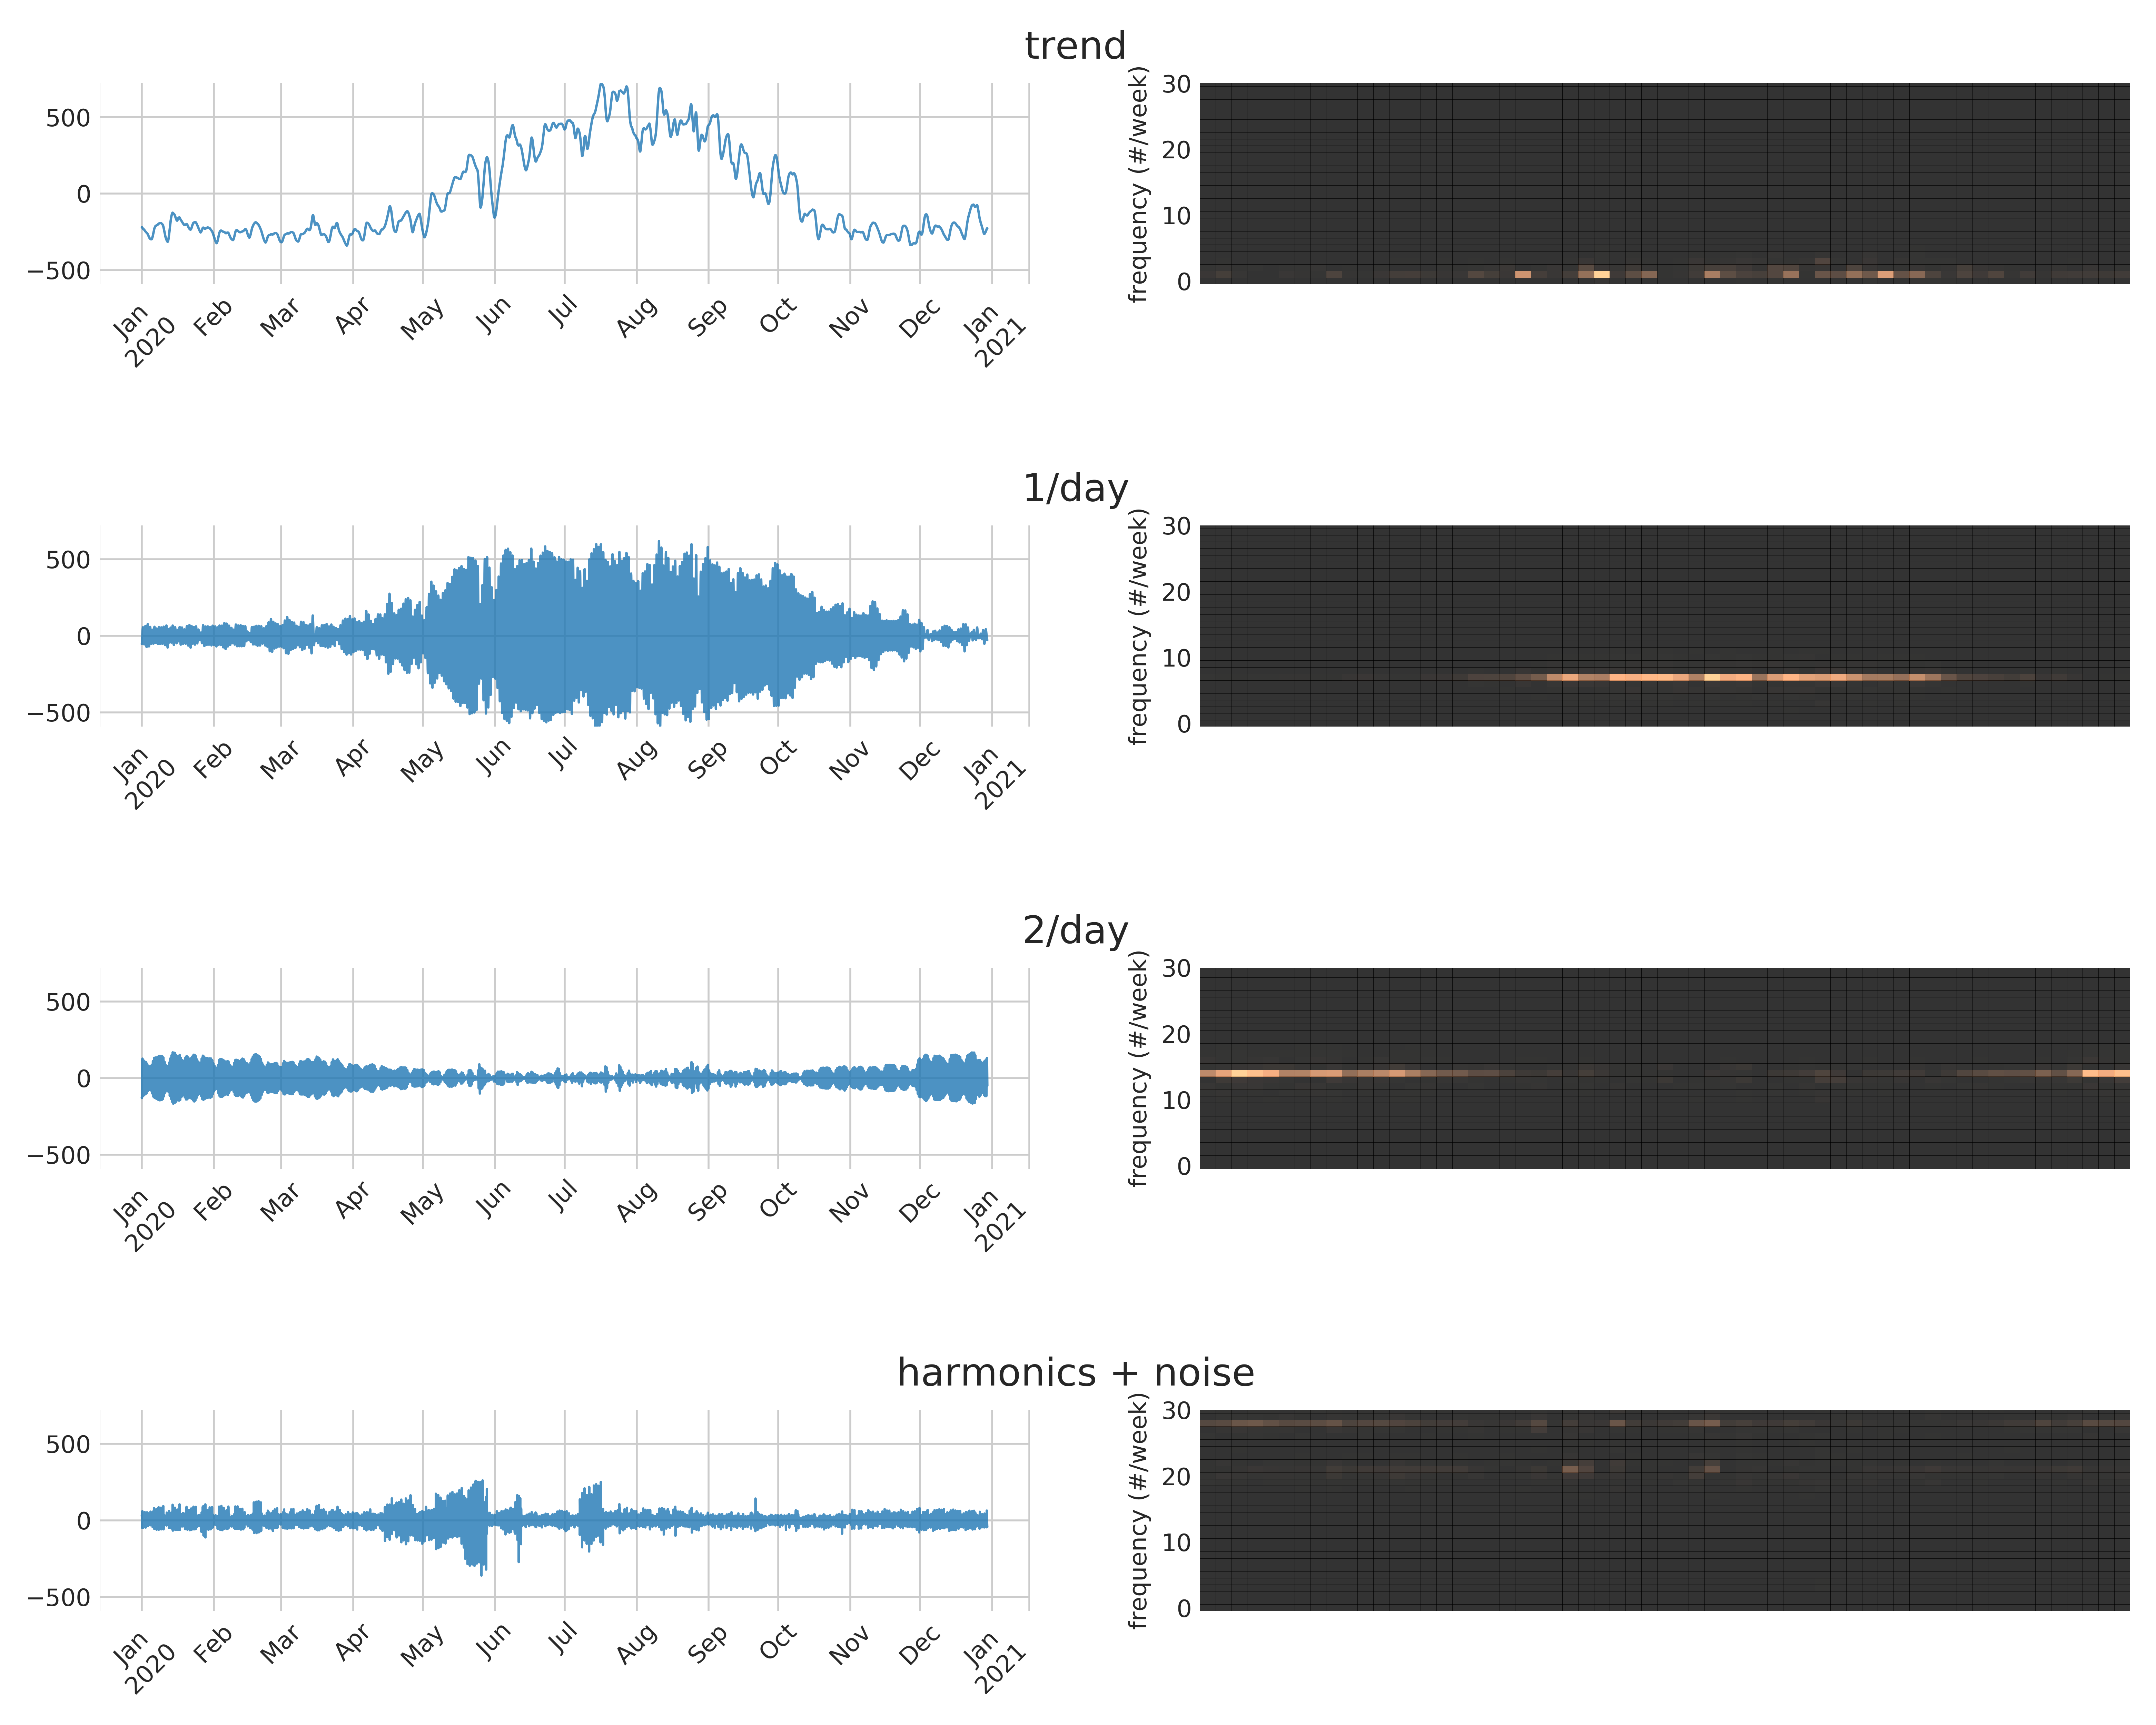 trend
500
0
−500
Jan
2020
Feb
Mar
Apr
May
Jun
Jul
Aug
Sep
Oct
Nov
Dec
Jan
2021
frequency (#/week)
30
20
10
0
1/day
500
0
−500
Jan
2020
Feb
Mar
Apr
May
Jun
Jul
Aug
Sep
Oct
Nov
Dec
Jan
2021
frequency (#/week)
30
20
10
0
2/day
500
0
−500
Jan
2020
Feb
Mar
Apr
May
Jun
Jul
Aug
Sep
Oct
Nov
Dec
Jan
2021
frequency (#/week)
30
20
10
0
harmonics + noise
500
0
−500
Jan
2020
Feb
Mar
Apr
May
Jun
Jul
Aug
Sep
Oct
Nov
Dec
Jan
2021
frequency (#/week)
30
20
10
0